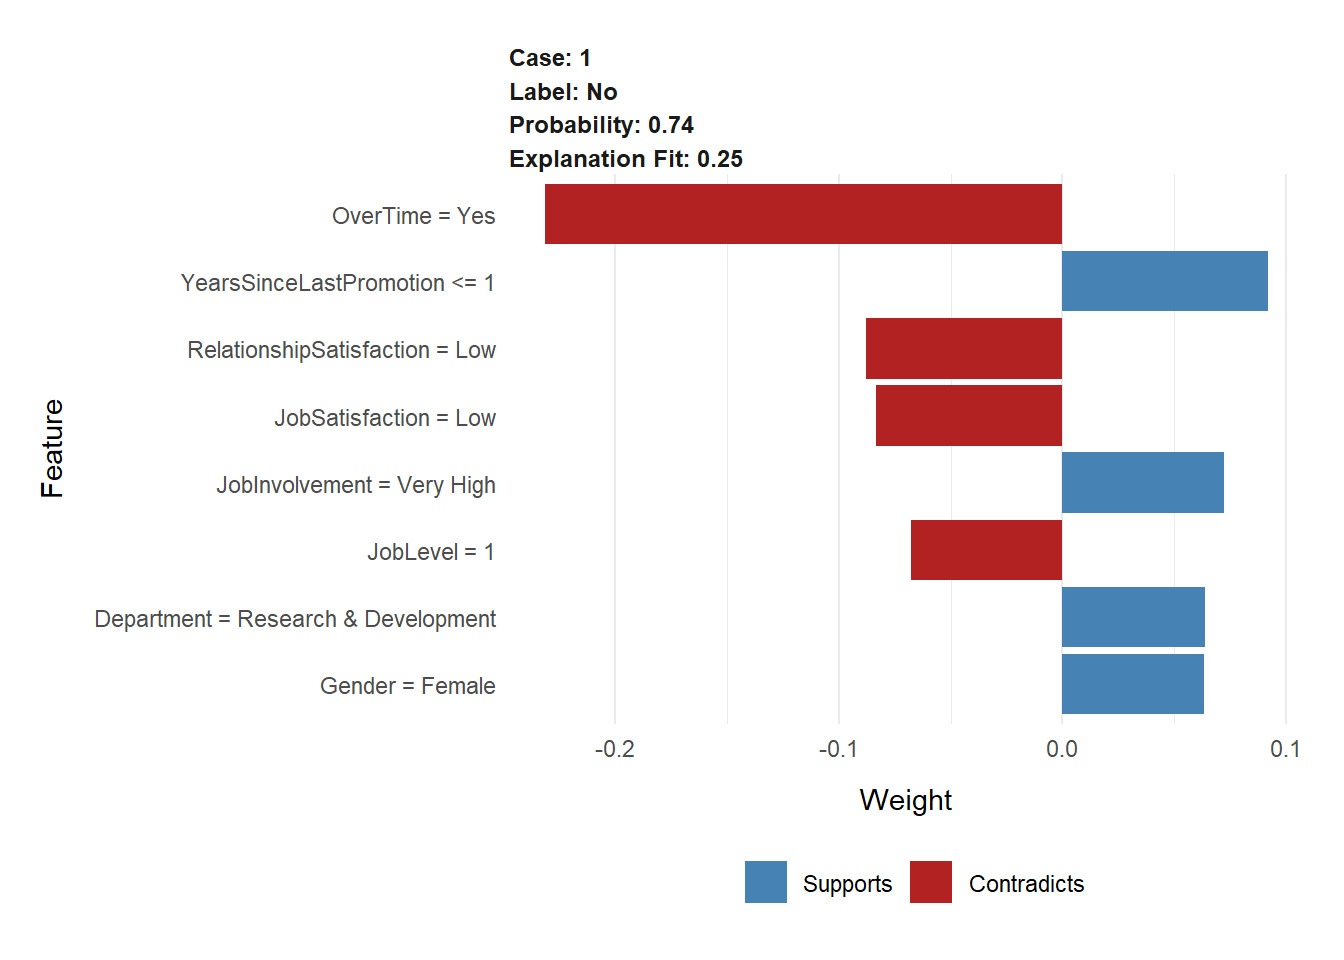 Case: 1
Label: No
Probability: 0.74
Explanation Fit: 0.25
OverTime = Yes
YearsSinceLastPromotion <= 1
RelationshipSatisfaction = Low
JobSatisfaction = Low
JobInvolvement = Very High
JobLevel = 1
Department = Research & Development
Gender = Female
Feature
-0.2 -0.1 0.0 0.1
Weight
Supports Contradicts